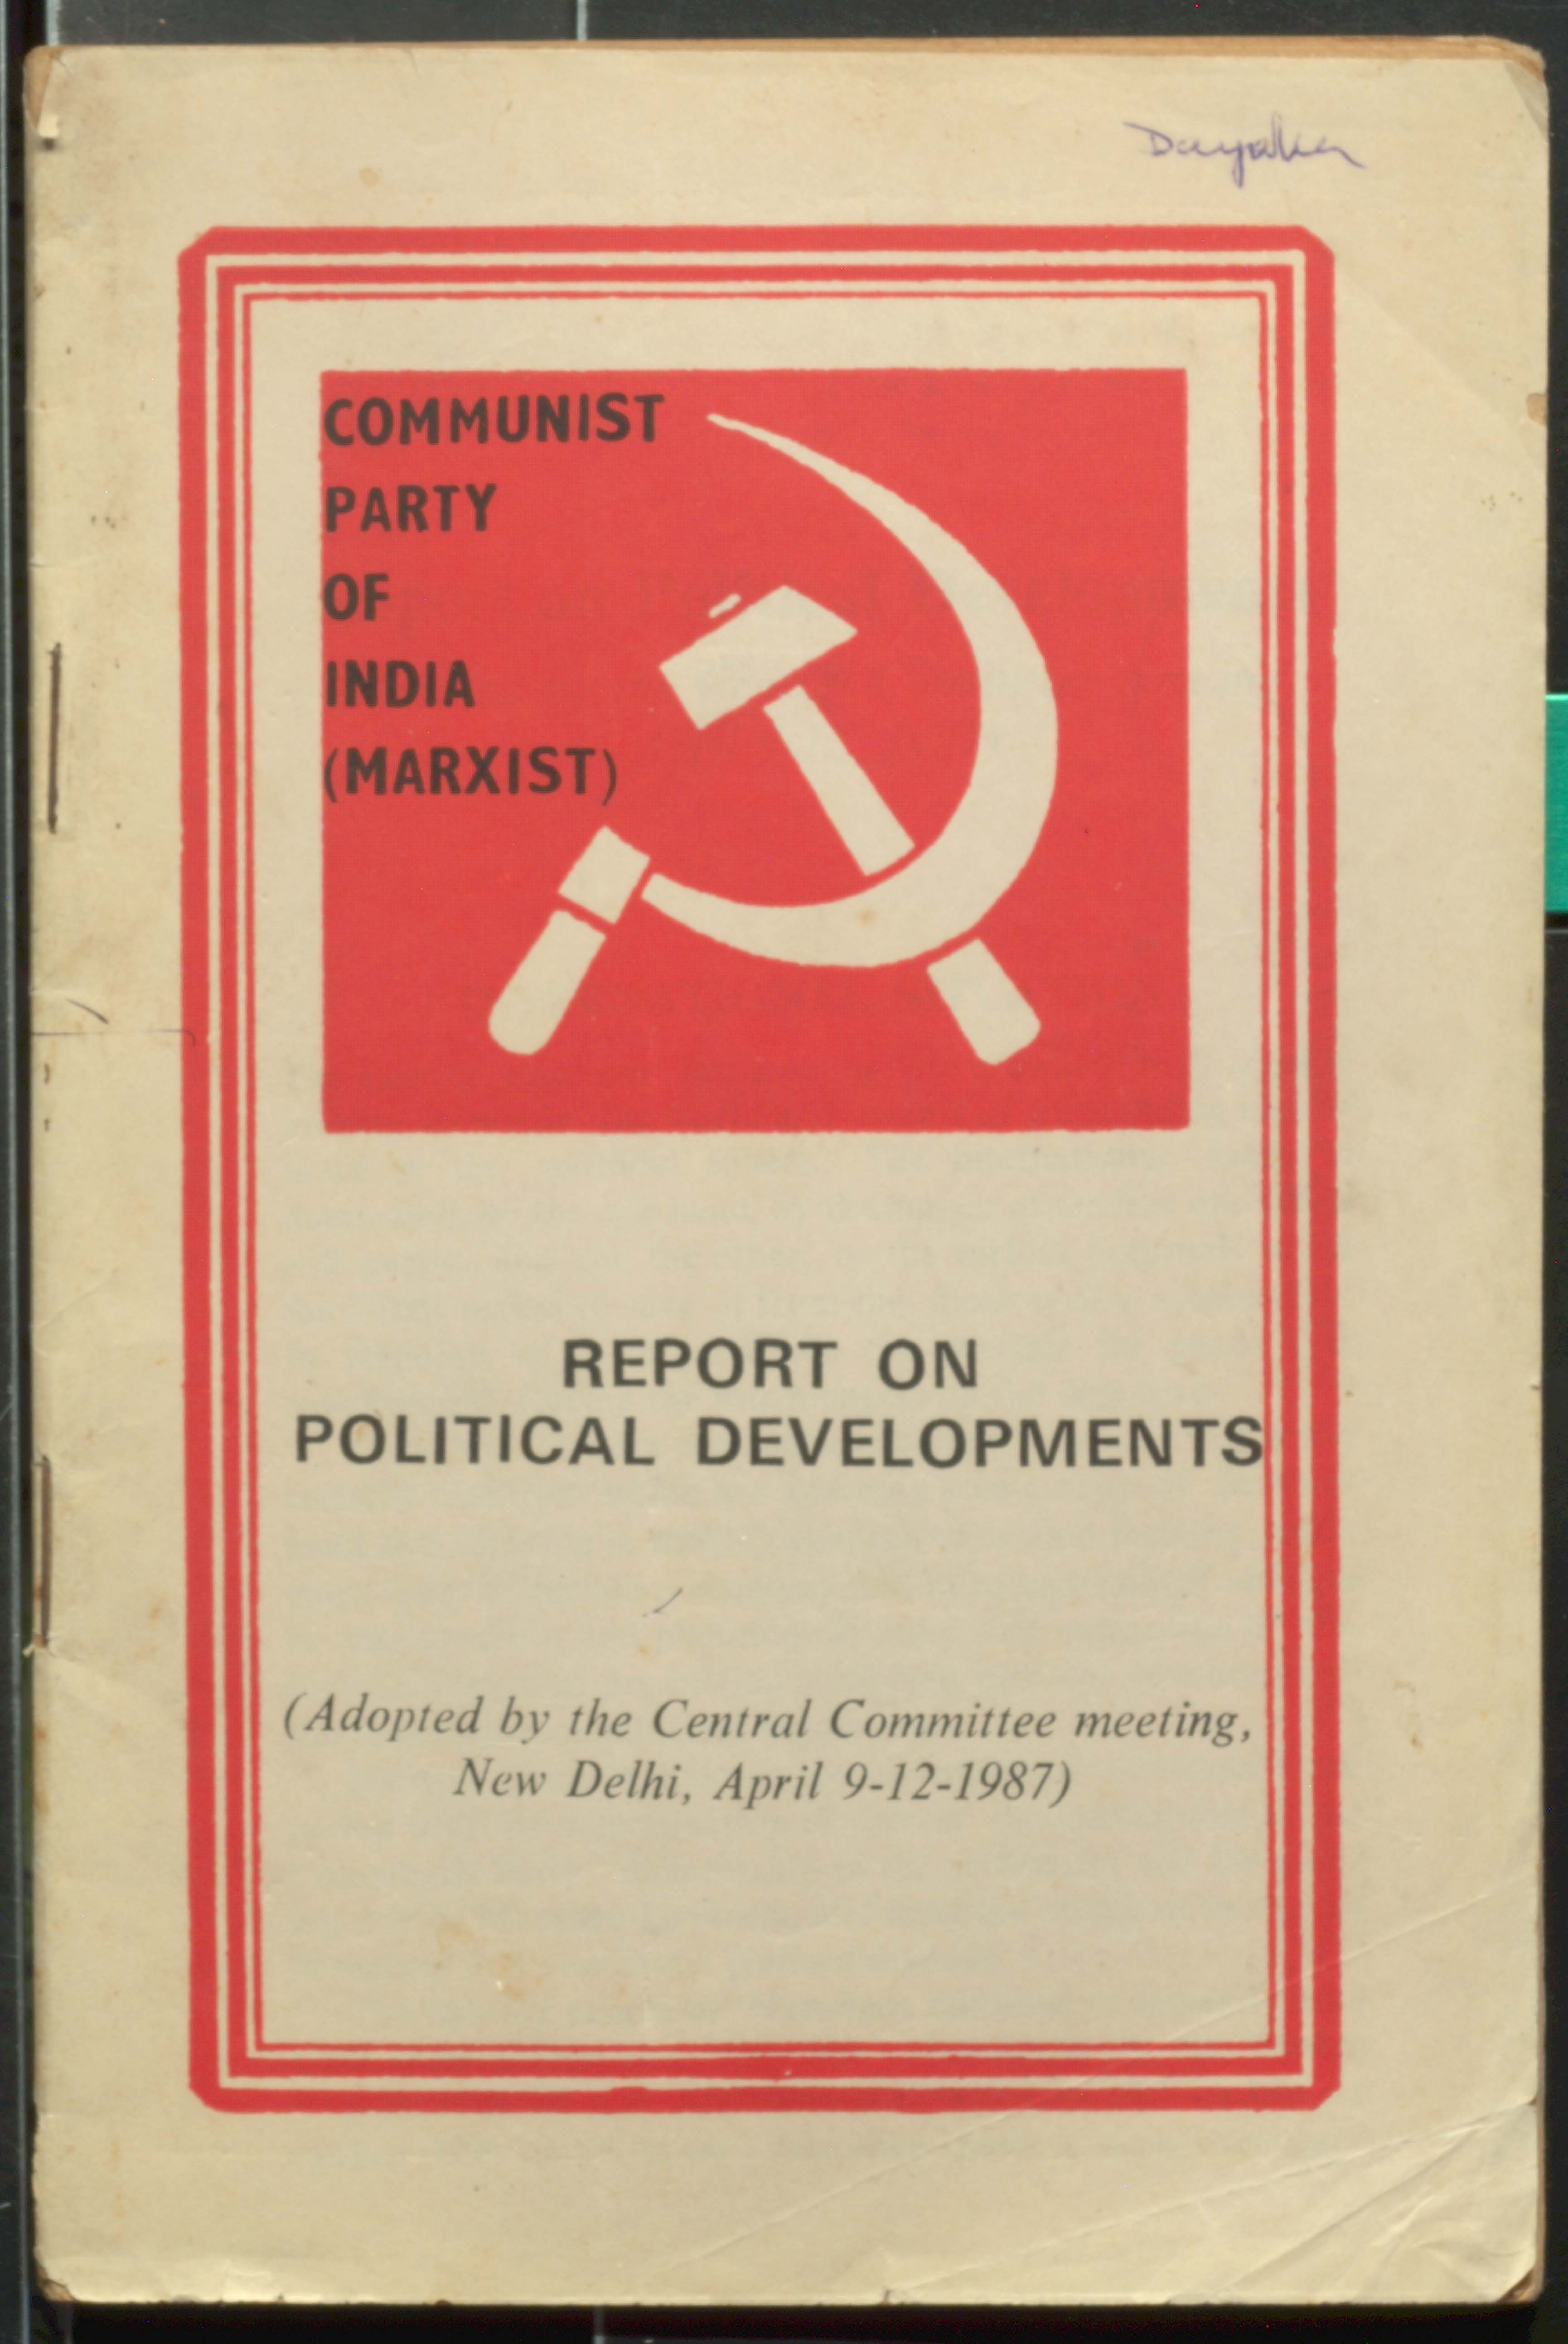 COMMUNIST
PARTY
OF
INDIA
(MARXIST)
REPORT ON
POLITICAL DEVELOPMENTS
(Adopted by the Central Committee meeting,
New Delhi, April 9-12-1987)